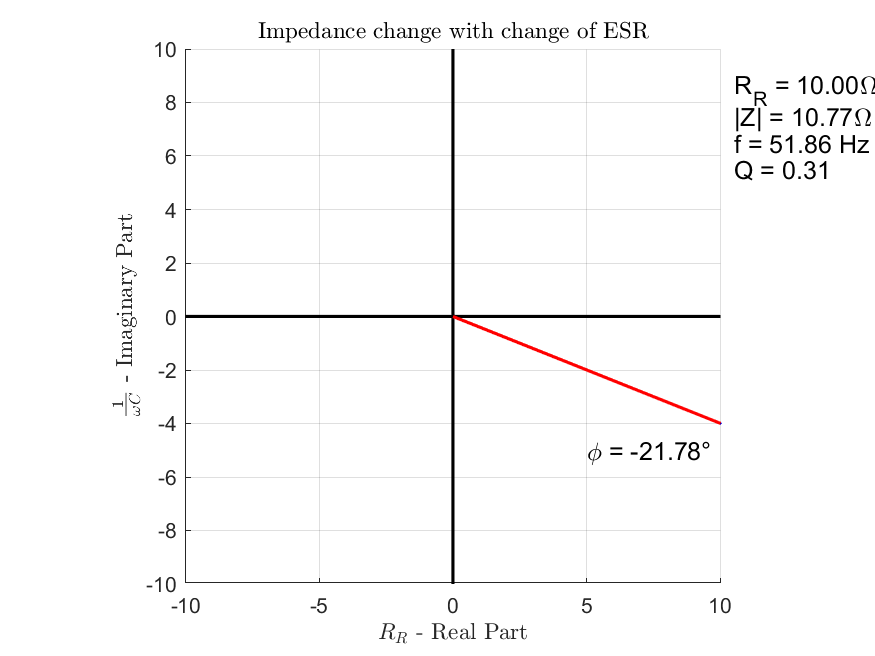 Impedance change with change of ESR
R_R = 10.00Ω
|Z| = 10.77Ω
f = 51.86 Hz
Q = 0.31
10
8
6
4
2
0
-2
-4
-6
-8
-10
1/ωC - Imaginary Part
ϕ = -21.78°
-10 -5 0 5 10
R_R - Real Part